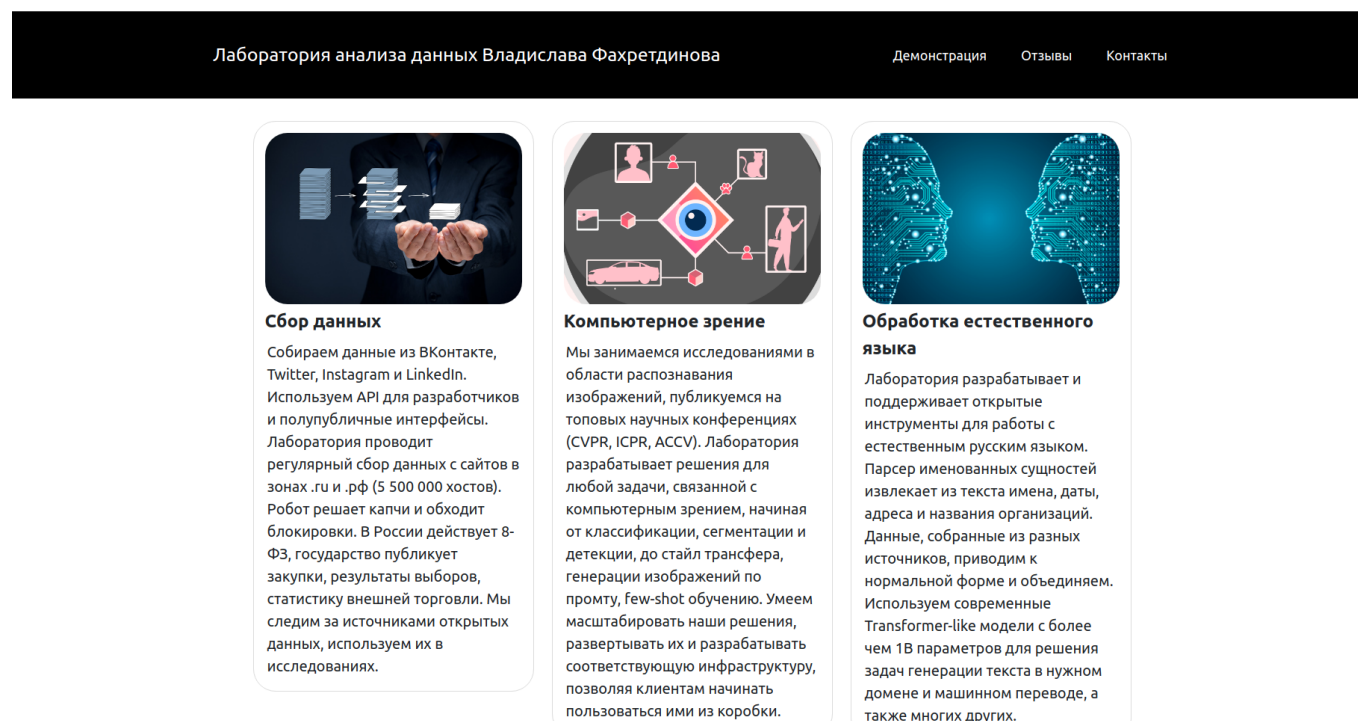 Лаборатория анализа данных Владислава Фахретдинова
Демонстрация
Отзывы
Контакты
Сбор данных
Собираем данные из ВКонтакте,
Twitter, Instagram и LinkedIn.
Используем API для разработчиков
и полупубличные интерфейсы.
Лаборатория проводит
регулярный сбор данных с сайтов в
зонах .ru и .рф (5 500 000 хостов).
Робот решает капчи и обходит
блокировки. В России действует 8-
ФЗ, государство публикует
закупки, результаты выборов,
статистику внешней торговли. Мы
следим за источниками открытых
данных, используем их в
исследованиях.
Компьютерное зрение
Мы занимаемся исследованиями в
области распознавания
изображений, публикуемся на
топовых научных конференциях
(CVPR, ICPR, ACCV). Лаборатория
разрабатывает решения для
любой задачи, связанной с
компьютерным зрением, начиная
от классификации, сегментации и
детекции, до стайл трансфера,
генерации изображений по
промту, few-shot обучению. Умеем
масштабировать наши решения,
развертывать их и разрабатывать
соответствующую инфраструктуру,
позволяя клиентам начинать
пользоваться ими из коробки.
Обработка естественного
языка
Лаборатория разрабатывает и
поддерживает открытые
инструменты для работы с
естественным русским языком.
Парсер именованных сущностей
извлекает из текста имена, даты,
адреса и названия организаций.
Данные, собранные из разных
источников, приводим к
нормальной форме и объединяем.
Используем современные
Transformer-like модели с более
чем 1B параметров для решения
задач генерации текста в нужном
домене и машинном переводе, а
также многих других.